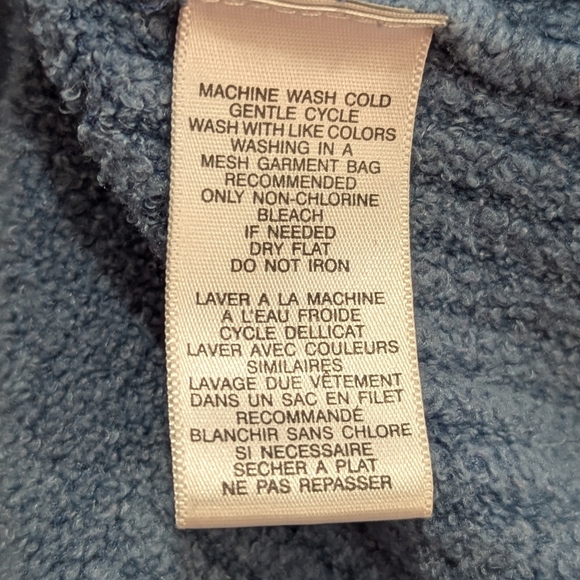 MACHINE WASH COLD
GENTLE CYCLE
WASH WITH LIKE COLORS
WASHING IN A
MESH GARMENT BAG
RECOMMENDED
ONLY NON-CHLORINE
BLEACH
IF NEEDED
DRY FLAT
DO NOT IRON
LAVER A LA MACHINE
A L'EAU FROIDE
CYCLE DELLICAT
LAVER AVEC COULEURS
SIMILAIRES
LAVAGE DUE VÊTEMENT
DANS UN SAC EN FILET
RECOMMANDÉ
BLANCHIR SANS CHLORE
SI NECESSAIRE
SECHER A PLAT
NE PAS REPASSER